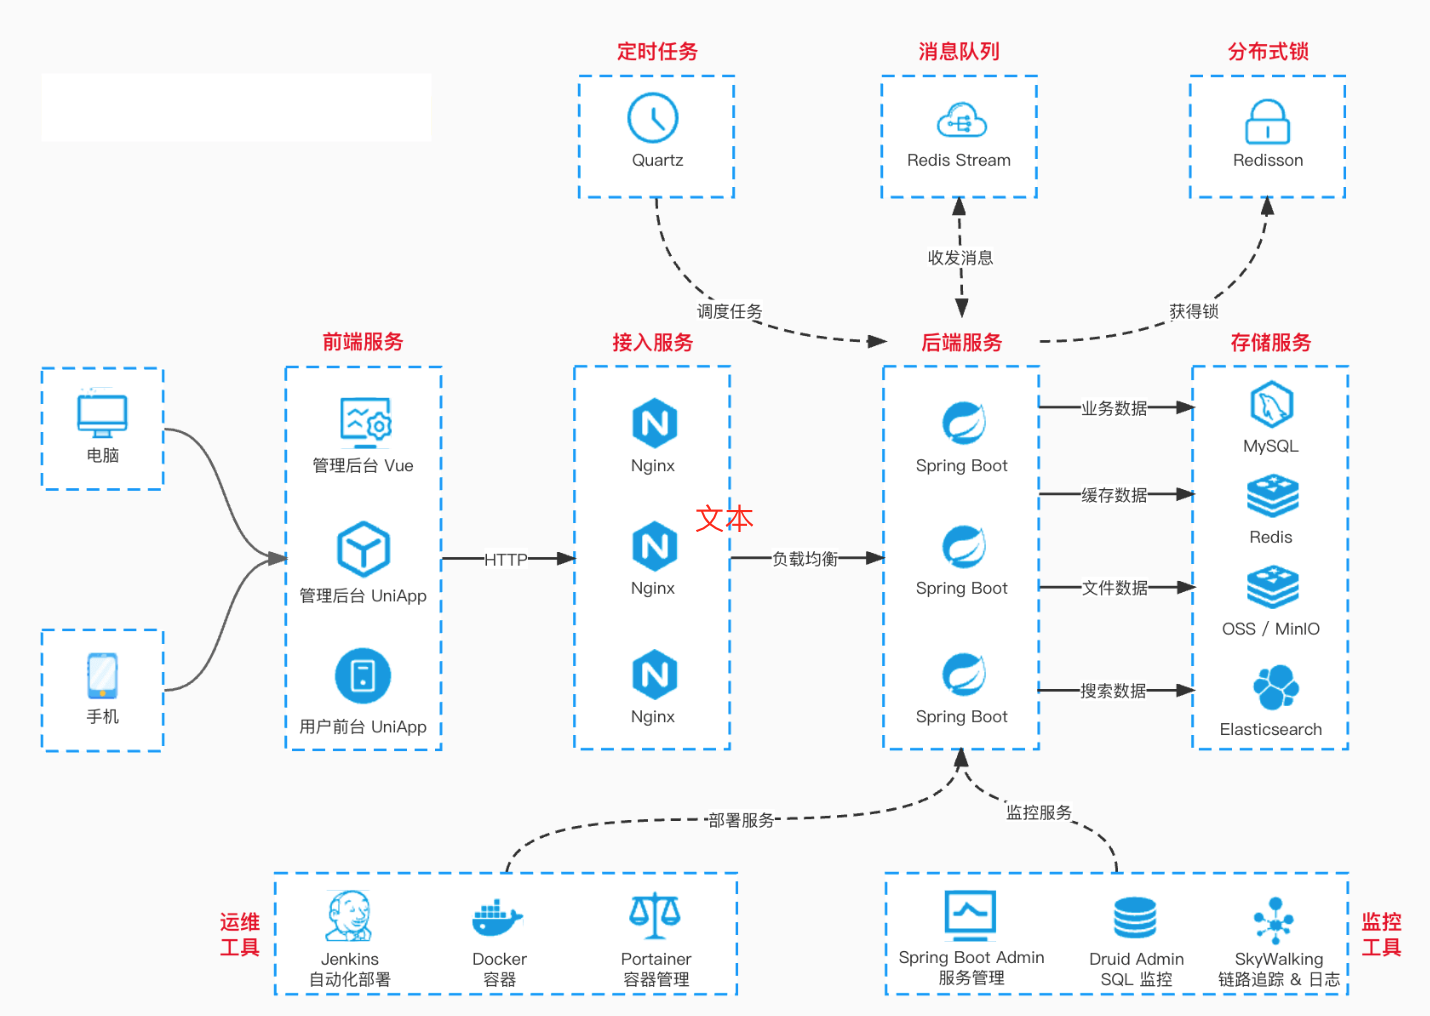 定时任务
消息队列
分布式锁
Quartz
Redis Stream
Redisson
收发消息
调度任务
获得锁
前端服务
接入服务
后端服务
存储服务
电脑
管理后台 Vue
管理后台 UniApp
用户前台 UniApp
手机
HTTP
Nginx
Nginx
Nginx
文本
负载均衡
Spring Boot
Spring Boot
Spring Boot
业务数据
缓存数据
文件数据
搜索数据
MySQL
Redis
OSS / MinIO
Elasticsearch
部署服务
监控服务
运维
工具
Jenkins
自动化部署
Docker
容器
Portainer
容器管理
Spring Boot Admin
服务管理
Druid Admin
SQL 监控
SkyWalking
链路追踪 & 日志
监控
工具